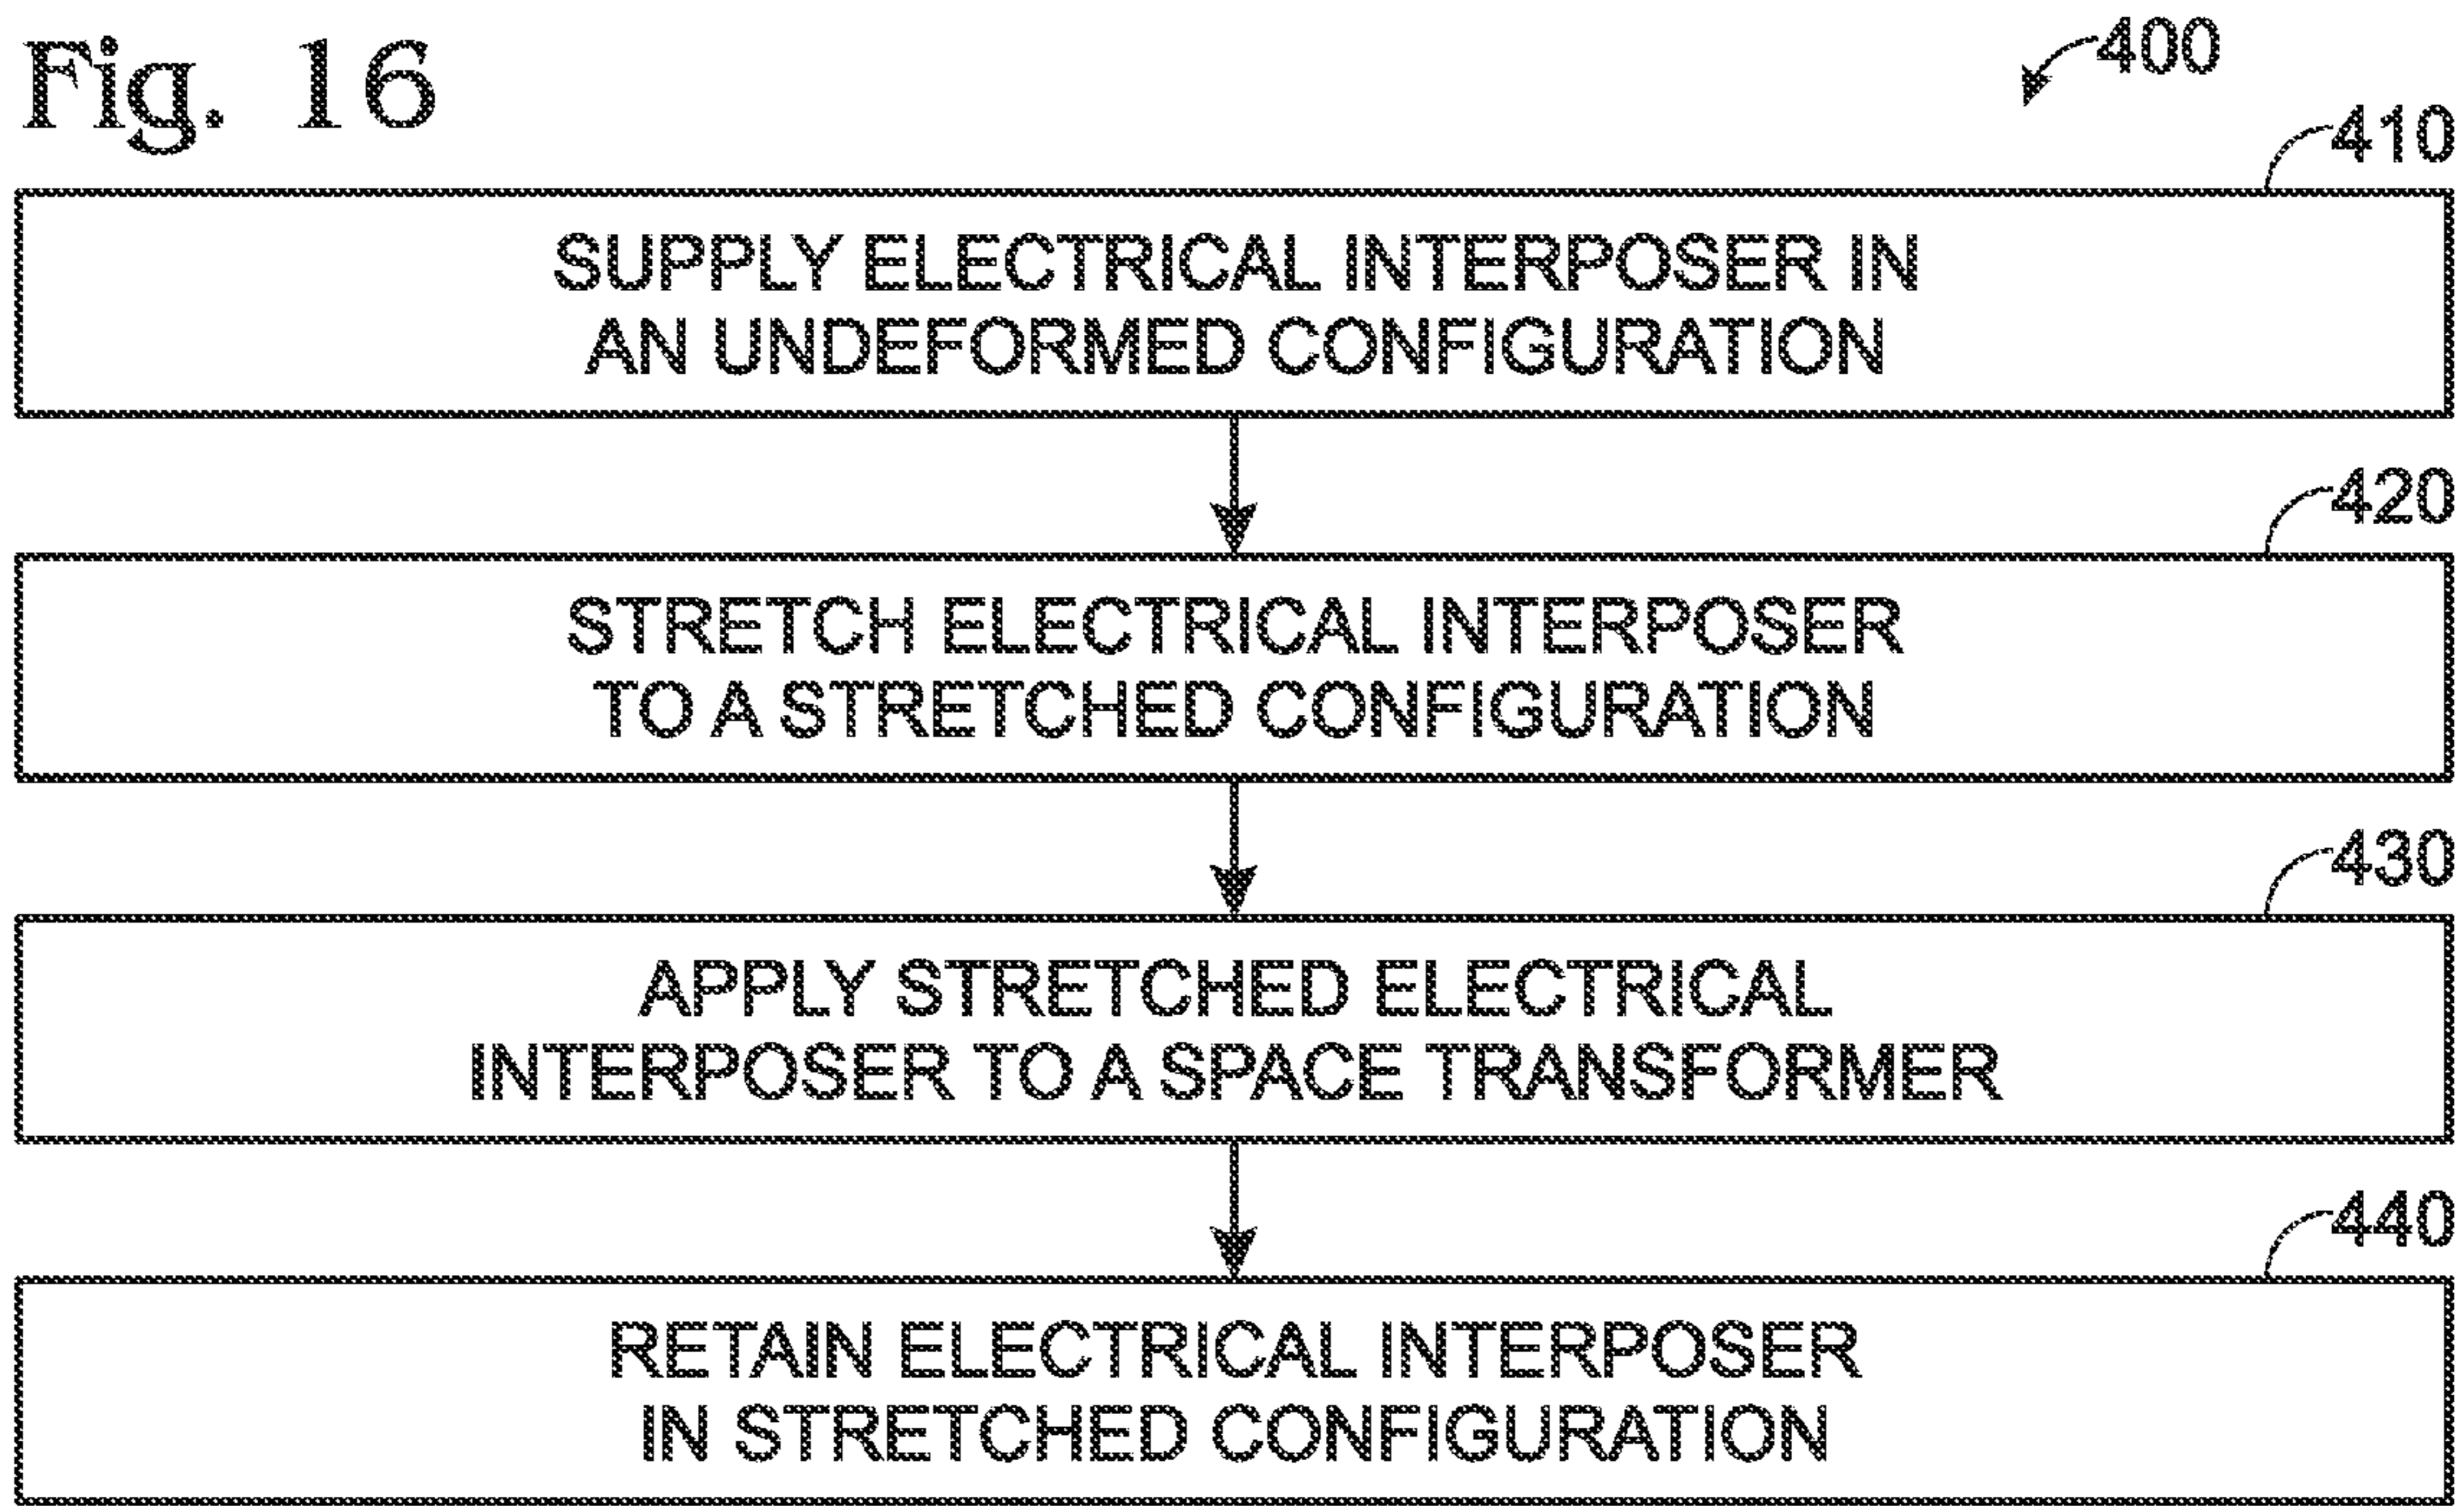 Fig. 16
400
410
SUPPLY ELECTRICAL INTERPOSER IN
AN UNDEFORMED CONFIGURATION
420
STRETCH ELECTRICAL INTERPOSER
TO A STRETCHED CONFIGURATION
430
APPLY STRETCHED ELECTRICAL
INTERPOSER TO A SPACE TRANSFORMER
440
RETAIN ELECTRICAL INTERPOSER
IN STRETCHED CONFIGURATION